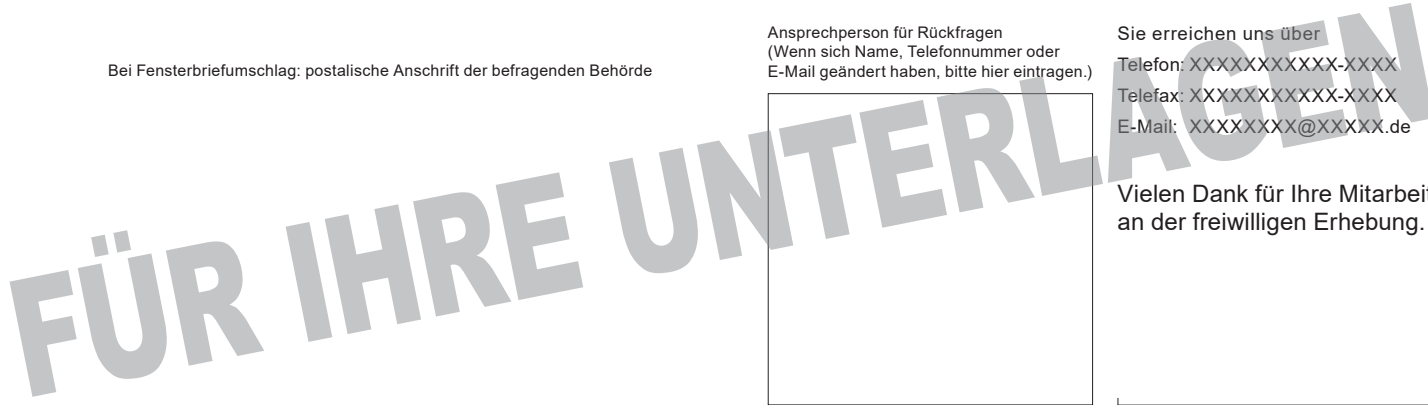 Bei Fensterbriefumschlag: postalische Anschrift der befragenden Behörde
Ansprechperson für Rückfragen
(Wenn sich Name, Telefonnummer oder
E-Mail geändert haben, bitte hier eintragen.)
Sie erreichen uns über
Telefon: XXXXXXXXXXX-XXXX
Telefax: XXXXXXXXXXX-XXXX
E-Mail: XXXXXXXX@XXXXX.de
Vielen Dank für Ihre Mitarbeit
an der freiwilligen Erhebung.
FÜR IHRE UNTERLAGEN